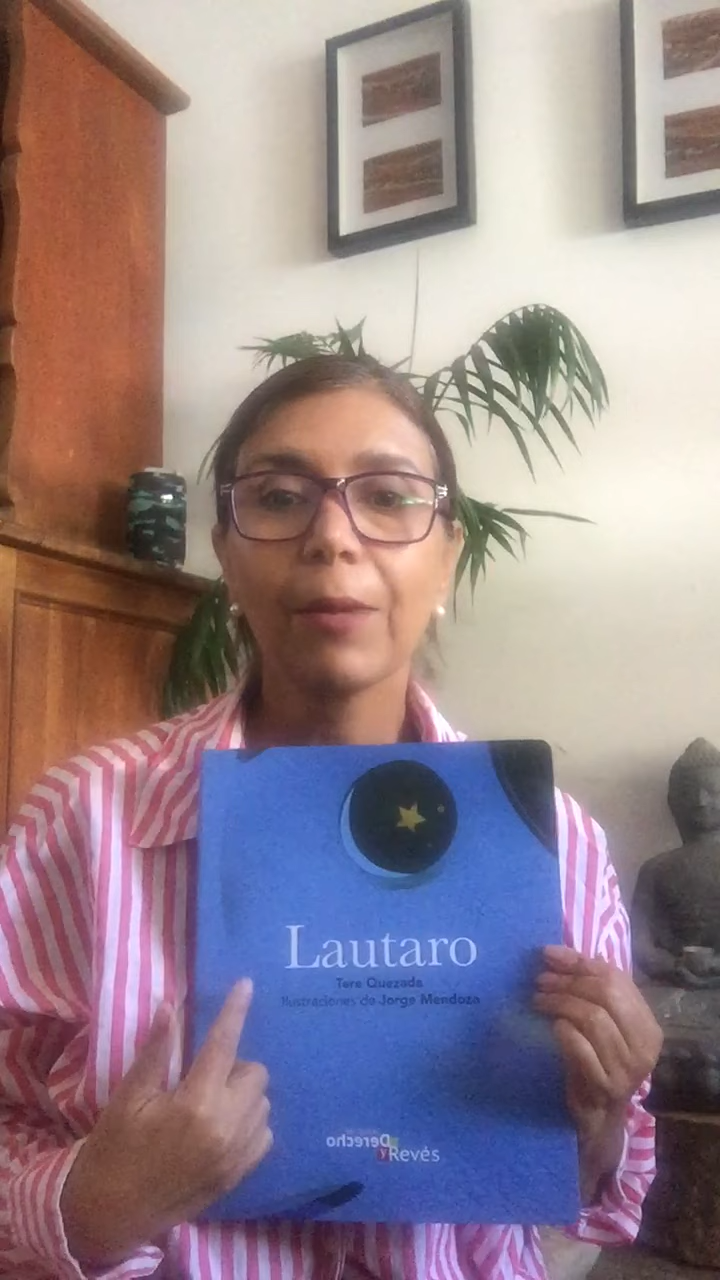 Lautaro
Tere Quezada
Ilustraciones de Jorge Mendoza
Derecho
y Revés